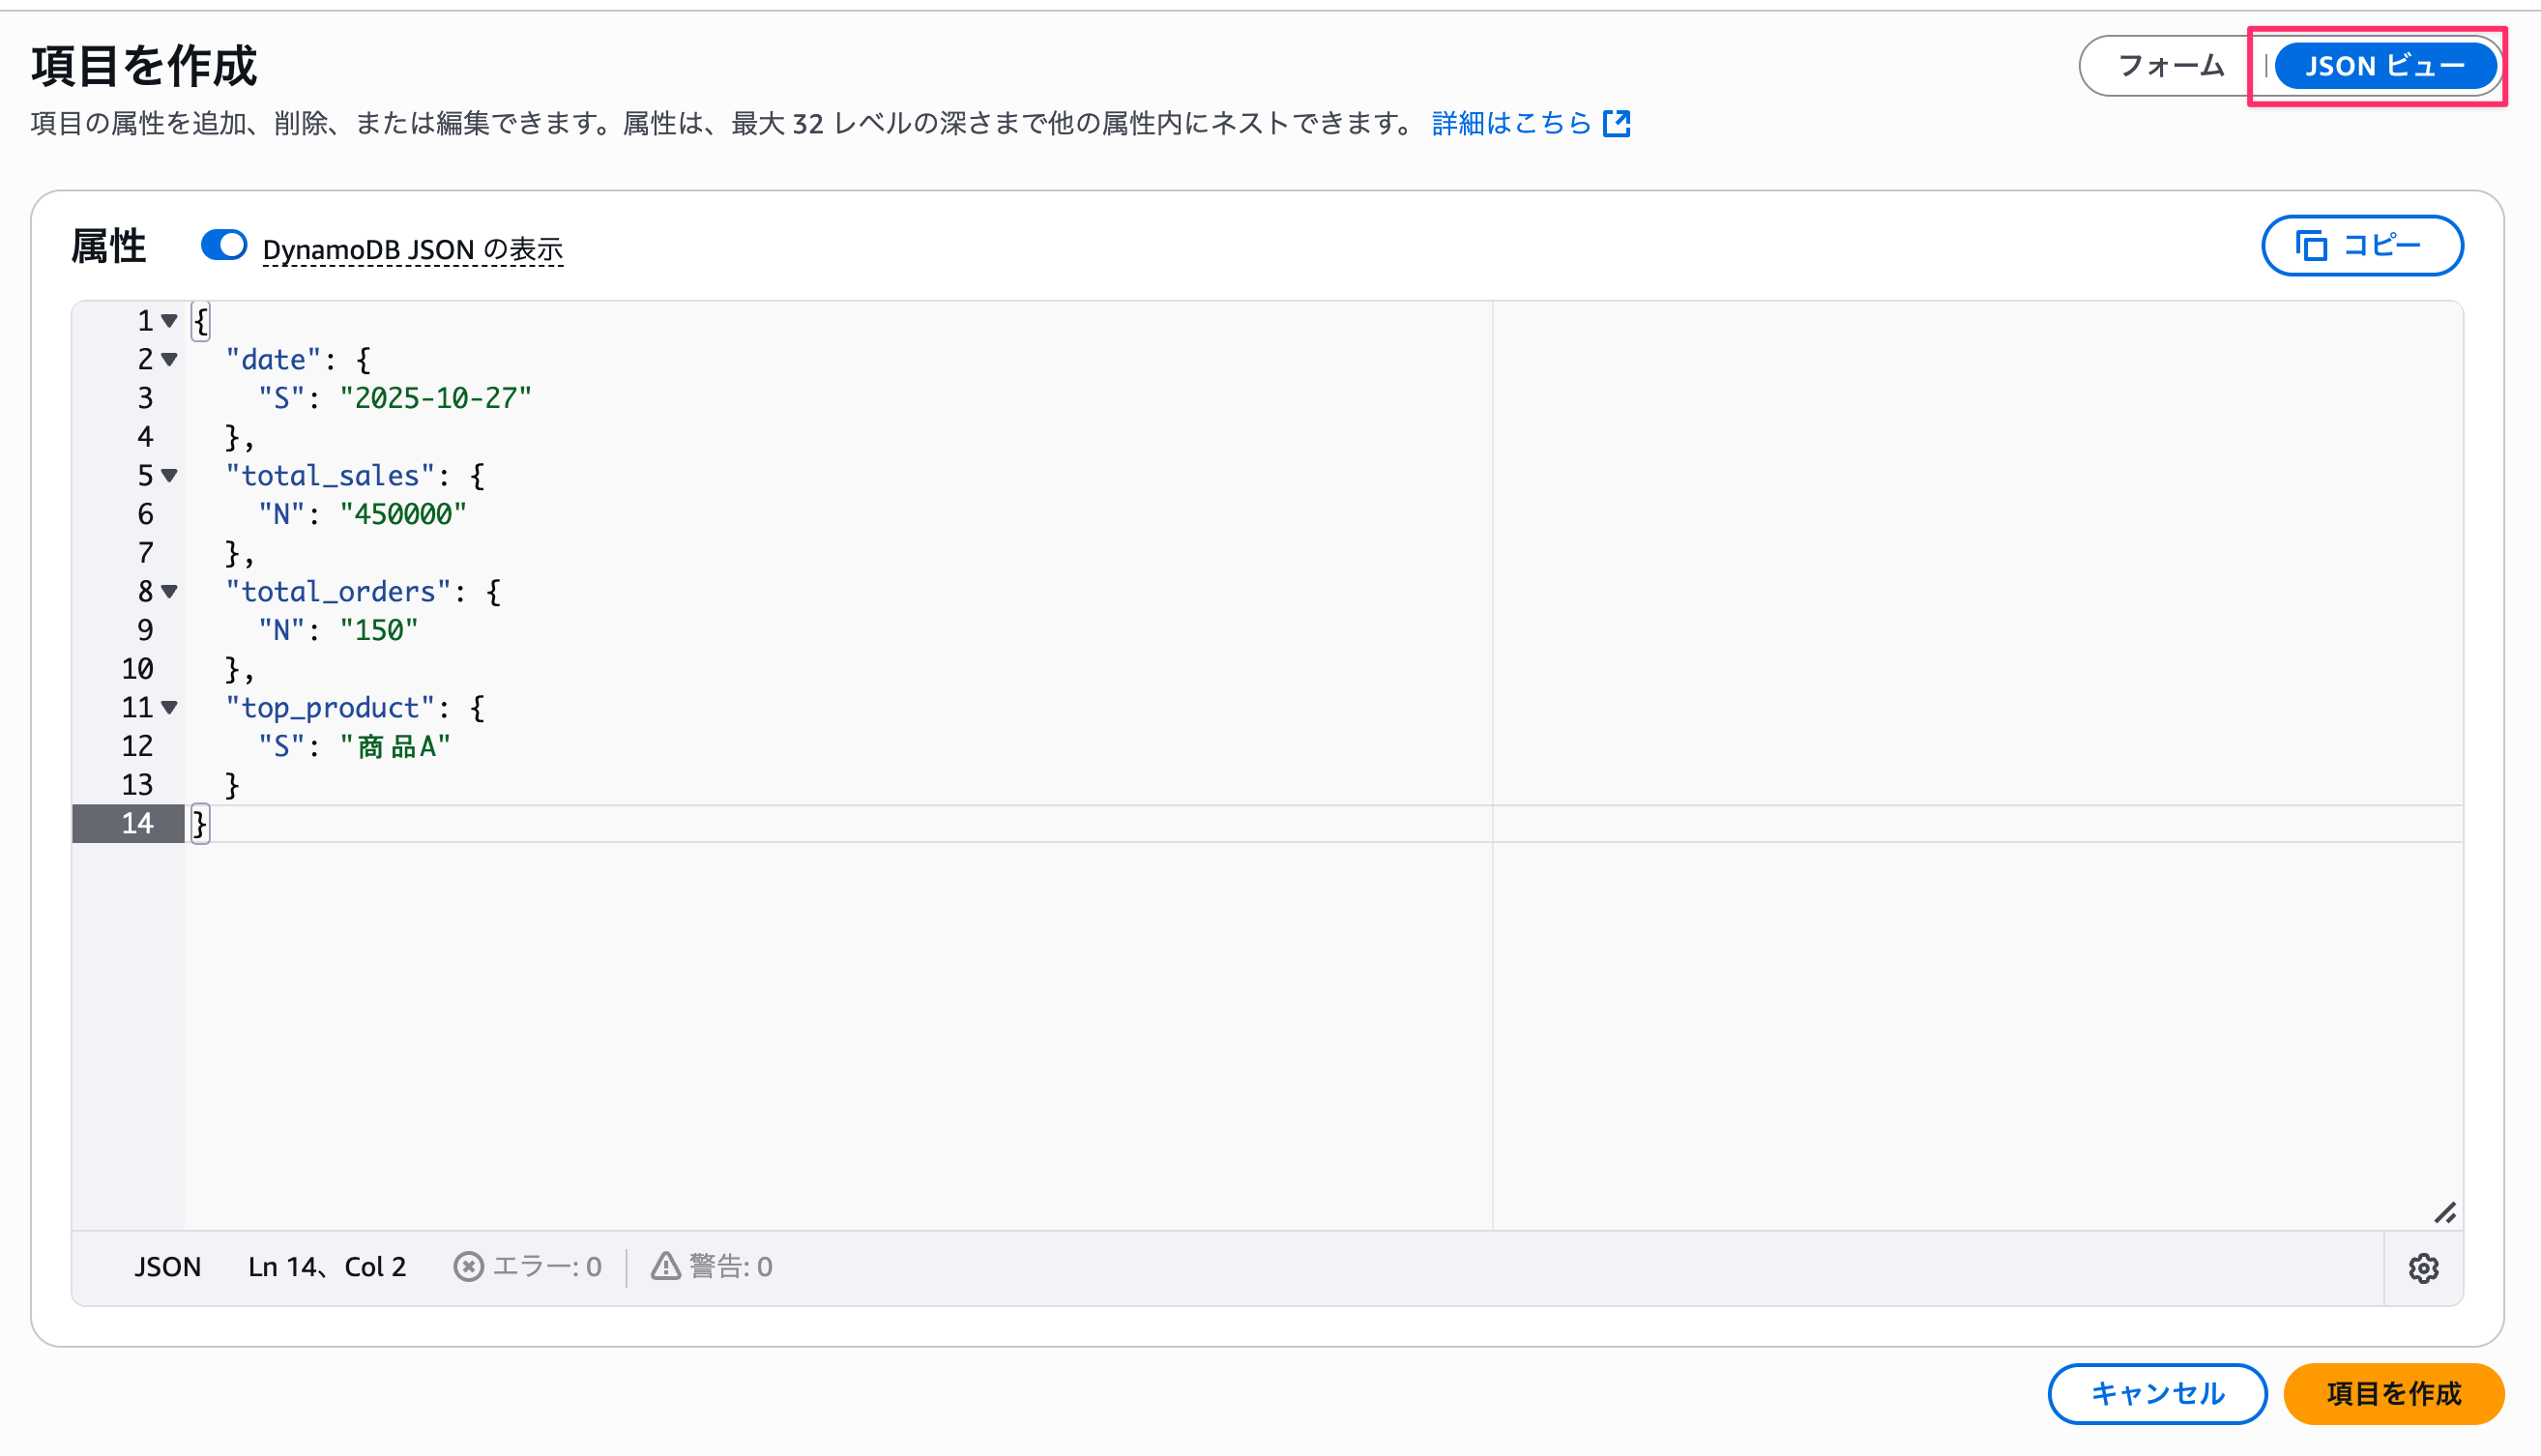 項目を作成
フォーム
JSON ビュー
項目の属性を追加、削除、または編集できます。属性は、最大 32 レベルの深さまで他の属性内にネストできます。 詳細はこちら
属性
DynamoDB JSON の表示
コピー
1 {
2 "date": {
3 "S": "2025-10-27"
4 },
5 "total_sales": {
6 "N": "450000"
7 },
8 "total_orders": {
9 "N": "150"
10 },
11 "top_product": {
12 "S": "商品A"
13 }
14 }
JSON Ln 14、Col 2 エラー: 0 警告: 0
キャンセル
項目を作成